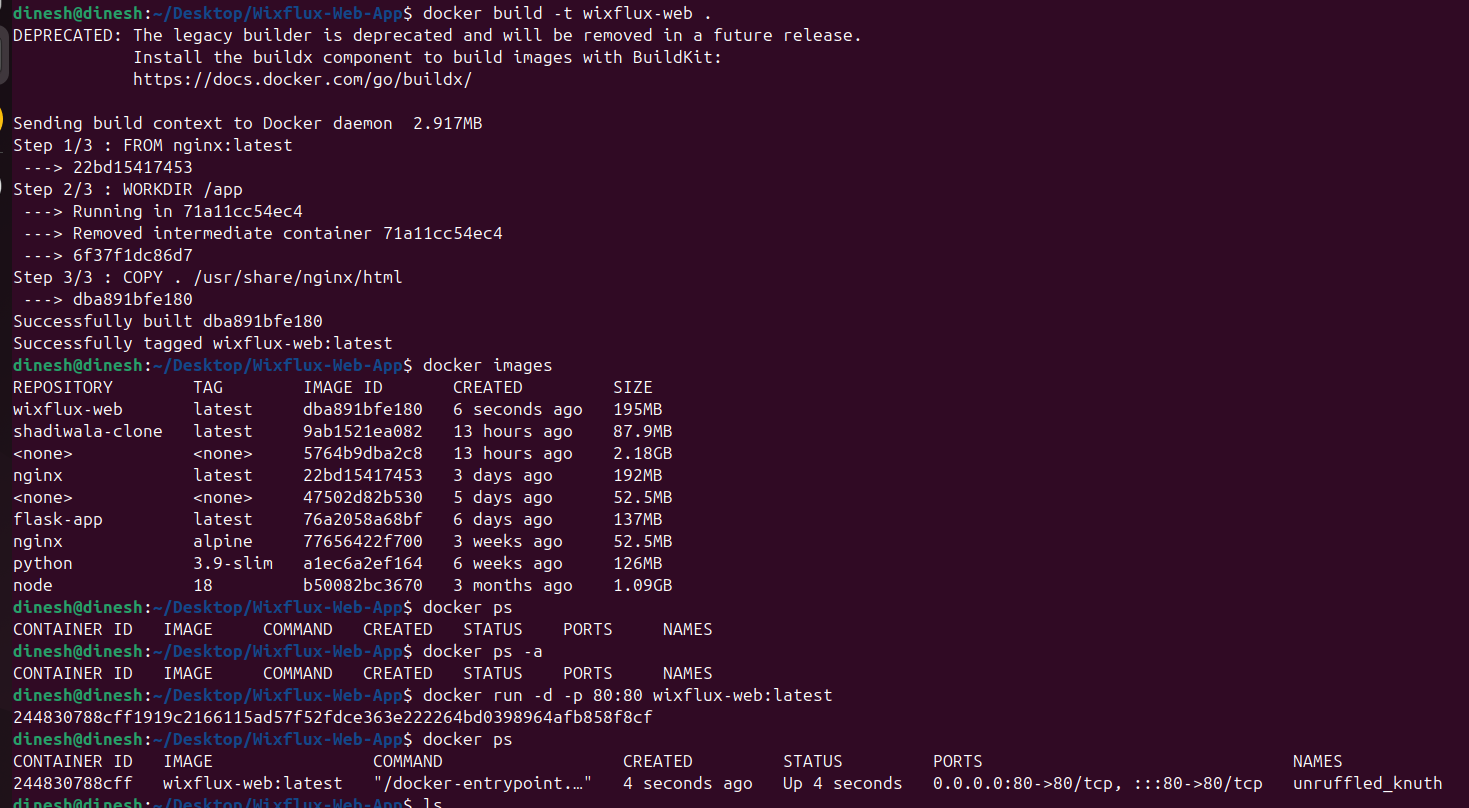 dinesh@dinesh:~/Desktop/Wixflux-Web-App$ docker build -t wixflux-web .
DEPRECATED: The legacy builder is deprecated and will be removed in a future release.
            Install the buildx component to build images with BuildKit:
            https://docs.docker.com/go/buildx/

Sending build context to Docker daemon  2.917MB
Step 1/3 : FROM nginx:latest
 ---> 22bd15417453
Step 2/3 : WORKDIR /app
 ---> Running in 71a11cc54ec4
 ---> Removed intermediate container 71a11cc54ec4
 ---> 6f37f1dc86d7
Step 3/3 : COPY . /usr/share/nginx/html
 ---> dba891bfe180
Successfully built dba891bfe180
Successfully tagged wixflux-web:latest
dinesh@dinesh:~/Desktop/Wixflux-Web-App$ docker images
REPOSITORY        TAG        IMAGE ID       CREATED         SIZE
wixflux-web       latest     dba891bfe180   6 seconds ago   195MB
shadiwala-clone   latest     9ab1521ea082   13 hours ago    87.9MB
<none>            <none>     5764b9dba2c8   13 hours ago    2.18GB
nginx             latest     22bd15417453   3 days ago      192MB
<none>            <none>     47502d82b530   5 days ago      52.5MB
flask-app         latest     76a2058a68bf   6 days ago      137MB
nginx             alpine     77656422f700   3 weeks ago     52.5MB
python            3.9-slim   a1ec6a2ef164   6 weeks ago     126MB
node              18         b50082bc3670   3 months ago    1.09GB
dinesh@dinesh:~/Desktop/Wixflux-Web-App$ docker ps
CONTAINER ID   IMAGE     COMMAND   CREATED   STATUS    PORTS     NAMES
dinesh@dinesh:~/Desktop/Wixflux-Web-App$ docker ps -a
CONTAINER ID   IMAGE     COMMAND   CREATED   STATUS    PORTS     NAMES
dinesh@dinesh:~/Desktop/Wixflux-Web-App$ docker run -d -p 80:80 wixflux-web:latest
244830788cff1919c2166115ad57f52fdce363e222264bd0398964afb858f8cf
dinesh@dinesh:~/Desktop/Wixflux-Web-App$ docker ps
CONTAINER ID   IMAGE                COMMAND                  CREATED         STATUS         PORTS                               NAMES
244830788cff   wixflux-web:latest   "/docker-entrypoint.…"   4 seconds ago   Up 4 seconds   0.0.0.0:80->80/tcp, :::80->80/tcp   unruffled_knuth
dinesh@dinesh:~/Desktop/Wixflux-Web-App$ ls